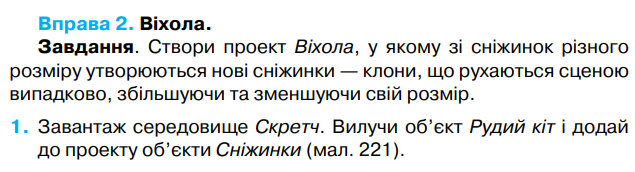 Вправа 2. Віхола.
Завдання. Створи проект Віхола, у якому зі сніжинок різного
розміру утворюються нові сніжинки — клони, що рухаються сценою
випадково, збільшуючи та зменшуючи свій розмір.
1. Завантаж середовище Скретч. Вилучи об’єкт Рудий кіт і додай
до проекту об’єкти Сніжинки (мал. 221).